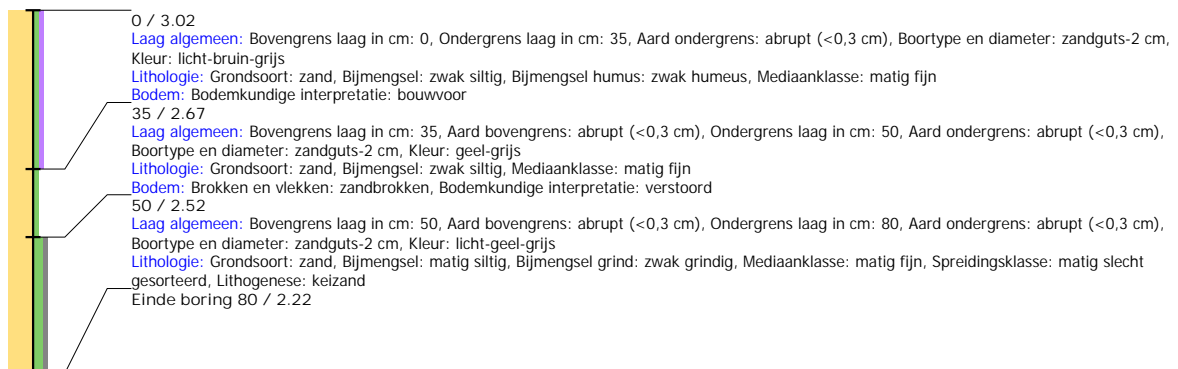 0 / 3.02
Laag algemeen: Bovengrens laag in cm: 0, Ondergrens laag in cm: 35, Aard ondergrens: abrupt (<0,3 cm), Boortype en diameter: zandguts-2 cm,
Kleur: licht-bruin-grijs
Lithologie: Grondsoort: zand, Bijmengsel: zwak siltig, Bijmengsel humus: zwak humeus, Mediaanklasse: matig fijn
Bodem: Bodemkundige interpretatie: bouwvoor
35 / 2.67
Laag algemeen: Bovengrens laag in cm: 35, Aard bovengrens: abrupt (<0,3 cm), Ondergrens laag in cm: 50, Aard ondergrens: abrupt (<0,3 cm),
Boortype en diameter: zandguts-2 cm, Kleur: geel-grijs
Lithologie: Grondsoort: zand, Bijmengsel: zwak siltig, Mediaanklasse: matig fijn
Bodem: Brokken en vlekken: zandbrokken, Bodemkundige interpretatie: verstoord
50 / 2.52
Laag algemeen: Bovengrens laag in cm: 50, Aard bovengrens: abrupt (<0,3 cm), Ondergrens laag in cm: 80, Aard ondergrens: abrupt (<0,3 cm),
Boortype en diameter: zandguts-2 cm, Kleur: licht-geel-grijs
Lithologie: Grondsoort: zand, Bijmengsel: matig siltig, Bijmengsel grind: zwak grindig, Mediaanklasse: matig fijn, Spreidingsklasse: matig slecht
gesorteerd, Lithogenese: keizand
Einde boring 80 / 2.22